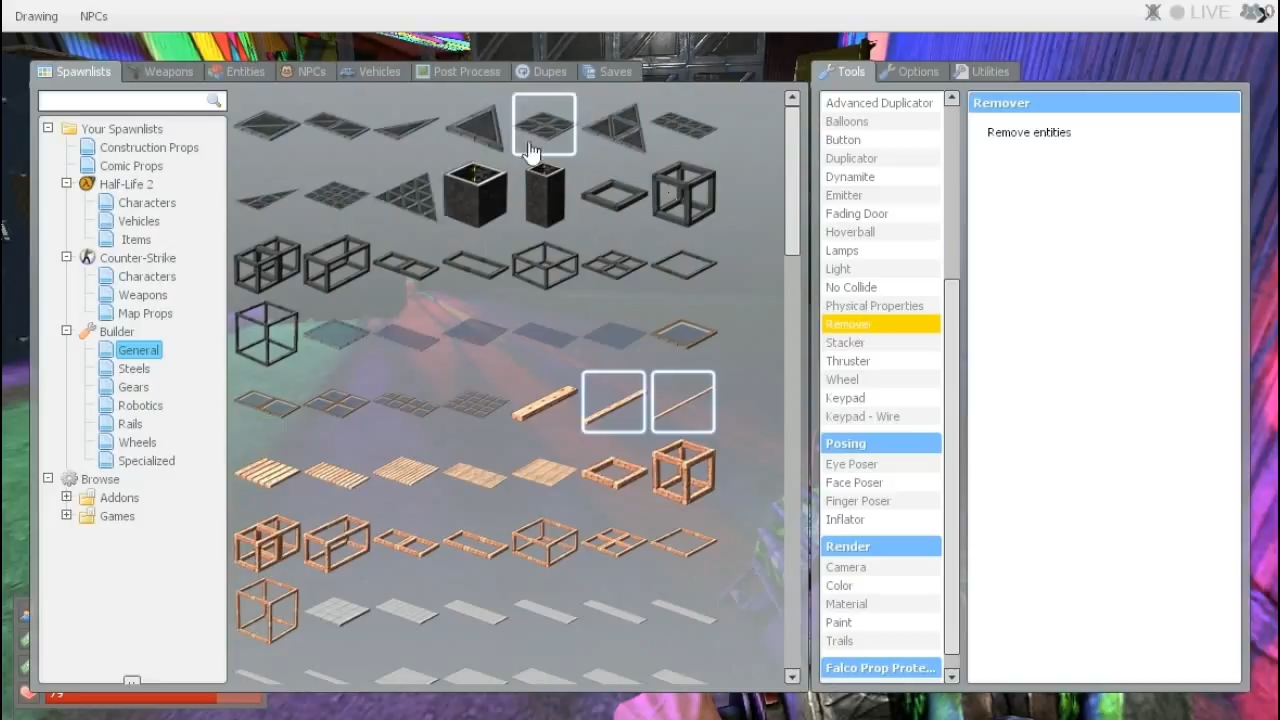 Drawing NPCs
LIVE 0
Spawnlists Weapons Entities NPCs Vehicles Post Process Dupes Saves
Tools Options Utilities
Your Spawnlists
Construction Props
Comic Props
Half-Life 2
Characters
Vehicles
Items
Counter-Strike
Characters
Weapons
Map Props
Builder
General
Steels
Gears
Robotics
Rails
Wheels
Specialized
Browse
Addons
Games
Advanced Duplicator
Balloons
Button
Duplicator
Dynamite
Emitter
Fading Door
Hoverball
Lamps
Light
No Collide
Physical Properties
Remover
Stacker
Thruster
Wheel
Keypad
Keypad - Wire
Posing
Eye Poser
Face Poser
Finger Poser
Inflator
Render
Camera
Color
Material
Paint
Trails
Falco Prop Prote...
Remover
Remove entities